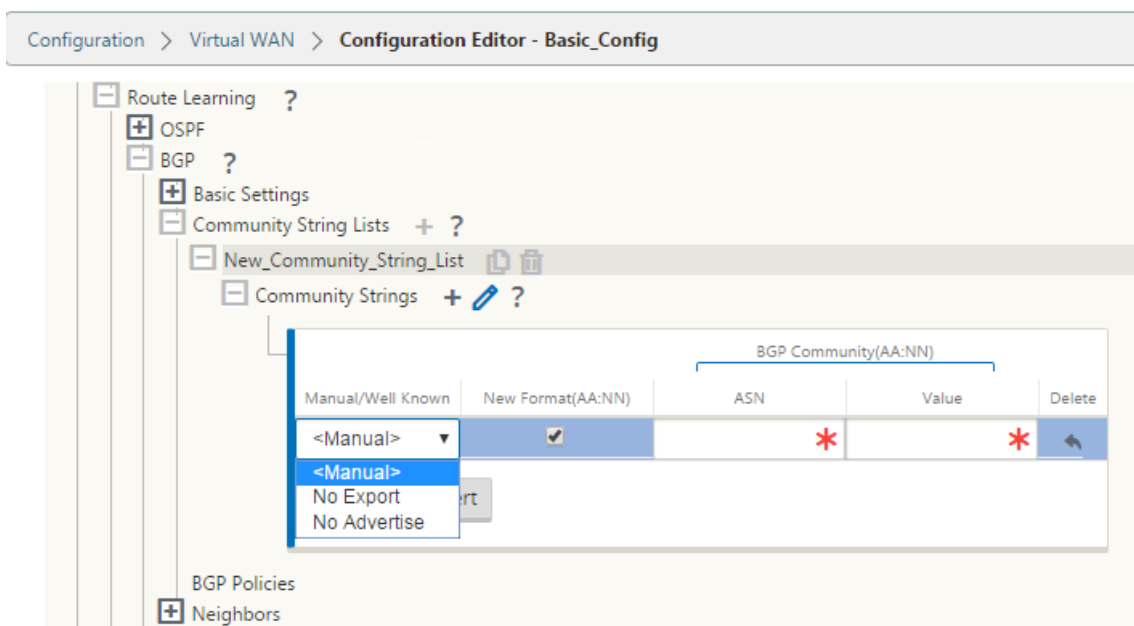 Configuration > Virtual WAN > Configuration Editor - Basic_Config
Route Learning ?
OSPF
BGP ?
Basic Settings
Community String Lists + ?
New_Community_String_List
Community Strings + ?
BGP Community(AA:NN)
Manual/Well Known New Format(AA:NN) ASN Value Delete
<Manual>
<Manual>
No Export
No Advertise
BGP Policies
Neighbors